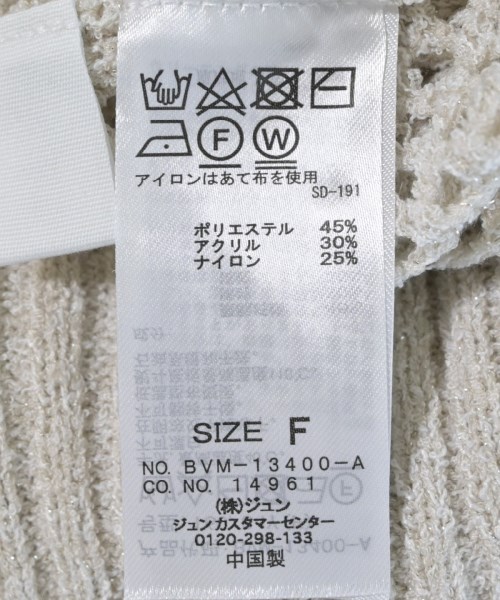 F W
アイロンはあて布を使用
SD-191
ポリエステル 45%
アクリル 30%
ナイロン 25%
SIZE F
NO. BVM-13400-A
CO. NO. 14961
(株)ジュン
ジュンカスタマーセンター
0120-298-133
中国製